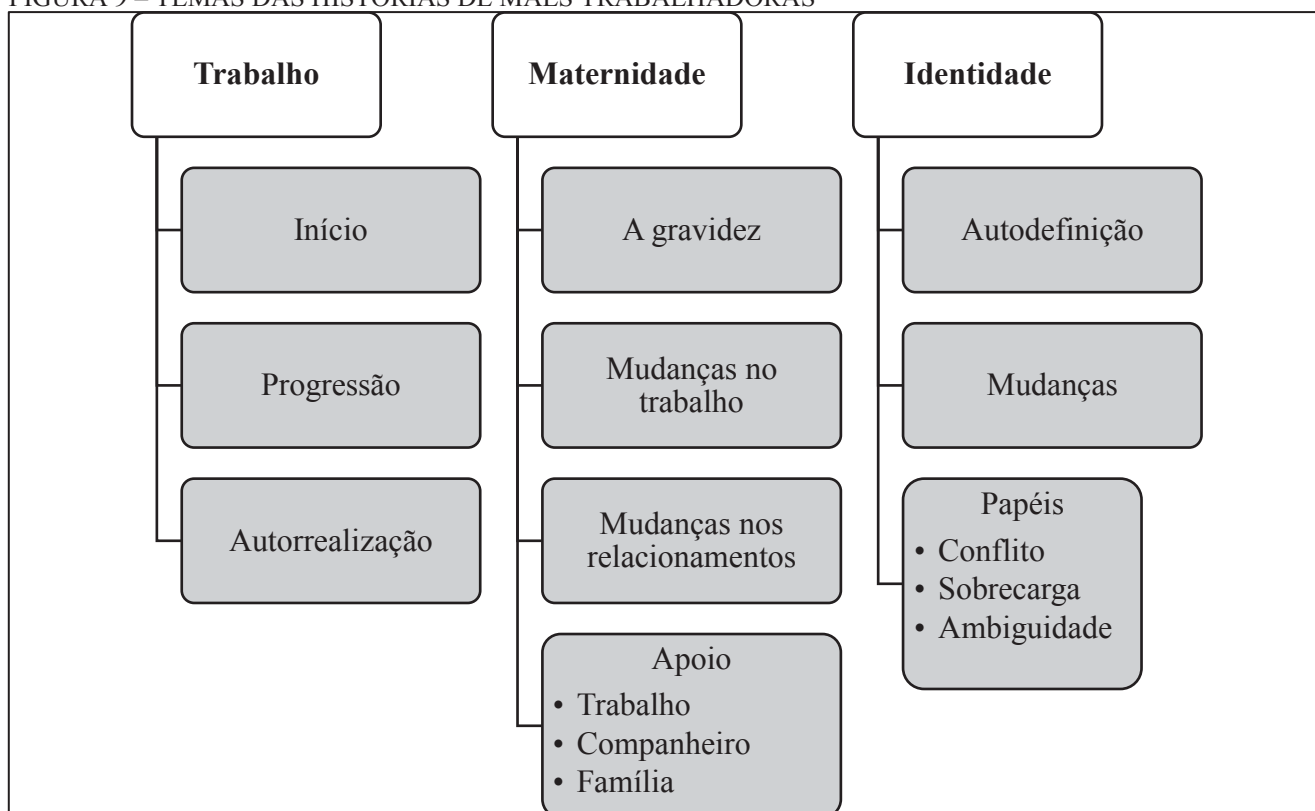 FIGURA 9 – TEMAS DAS HISTÓRIAS DE MÃES TRABALHADORAS
Trabalho
Início
Progressão
Autorrealização
Maternidade
A gravidez
Mudanças no
trabalho
Mudanças nos
relacionamentos
Apoio
• Trabalho
• Companheiro
• Família
Identidade
Autodefinição
Mudanças
Papéis
• Conflito
• Sobrecarga
• Ambiguidade